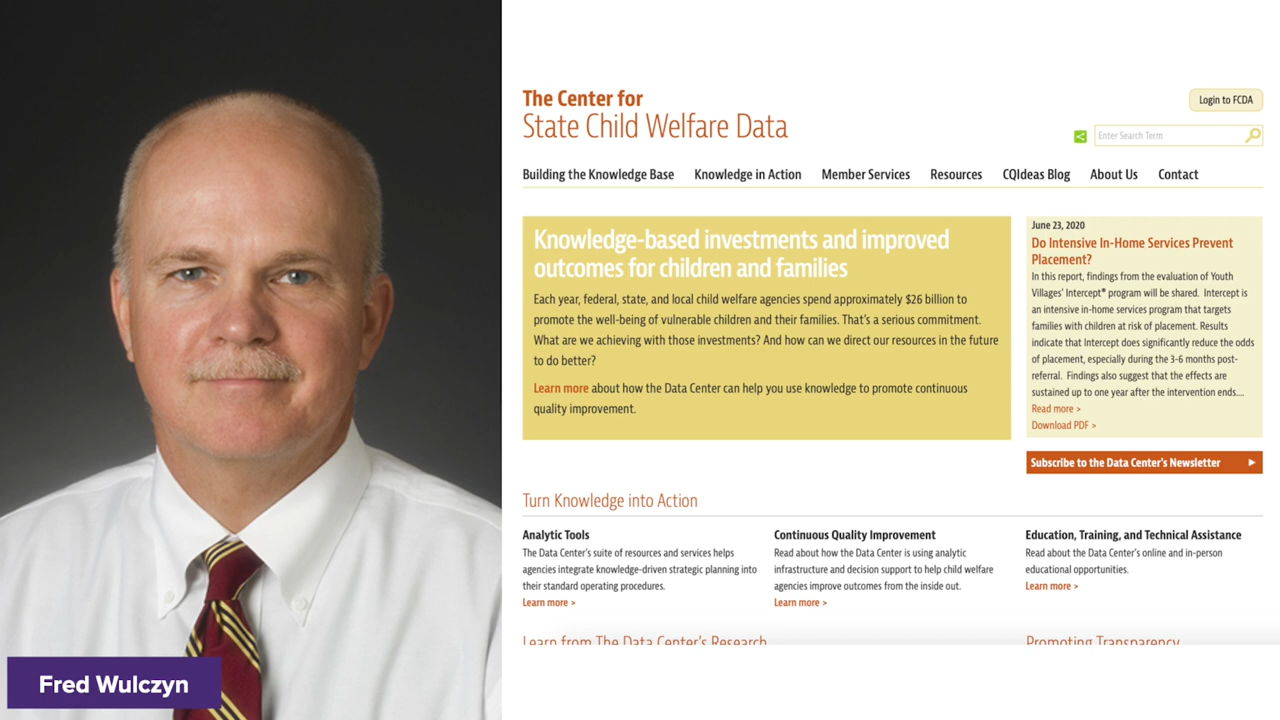 Fred Wulczyn
The Center for
State Child Welfare Data
Login to FCDA
Enter Search Term
Building the Knowledge Base Knowledge in Action Member Services Resources CQIdeas Blog About Us Contact
Knowledge-based investments and improved
outcomes for children and families
Each year, federal, state, and local child welfare agencies spend approximately $26 billion to
promote the well-being of vulnerable children and their families. That's a serious commitment.
What are we achieving with those investments? And how can we direct our resources in the future
to do better?
Learn more about how the Data Center can help you use knowledge to promote continuous
quality improvement.
June 23, 2020
Do Intensive In-Home Services Prevent
Placement?
In this report, findings from the evaluation of Youth
Villages' Intercept® program will be shared. Intercept is
an intensive in-home services program that targets
families with children at risk of placement. Results
indicate that Intercept does significantly reduce the odds
of placement, especially during the 3-6 months post-
referral. Findings also suggest that the effects are
sustained up to one year after the intervention ends....
Read more >
Download PDF >
Subscribe to the Data Center's Newsletter
Turn Knowledge into Action
Analytic Tools
The Data Center's suite of resources and services helps
agencies integrate knowledge-driven strategic planning into
their standard operating procedures.
Learn more >
Continuous Quality Improvement
Read about how the Data Center is using analytic
infrastructure and decision support to help child welfare
agencies improve outcomes from the inside out.
Learn more >
Education, Training, and Technical Assistance
Read about the Data Center's online and in-person
educational opportunities.
Learn more >
Learn from The Data Center's Research
Promoting Transparency